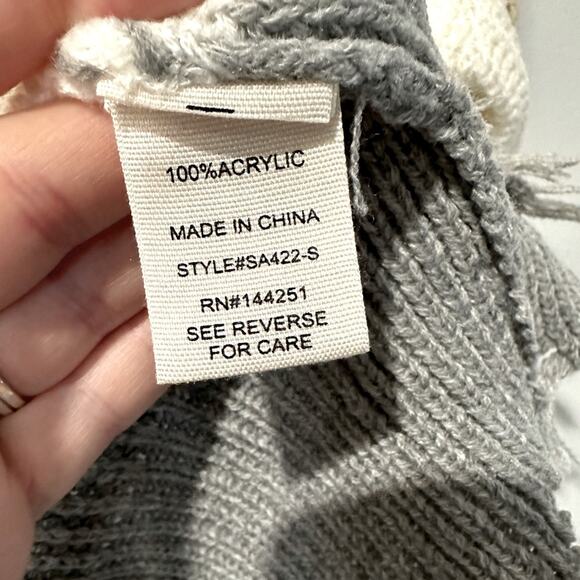 100%ACRYLIC
MADE IN CHINA
STYLE#SA422-S
RN#144251
SEE REVERSE
FOR CARE